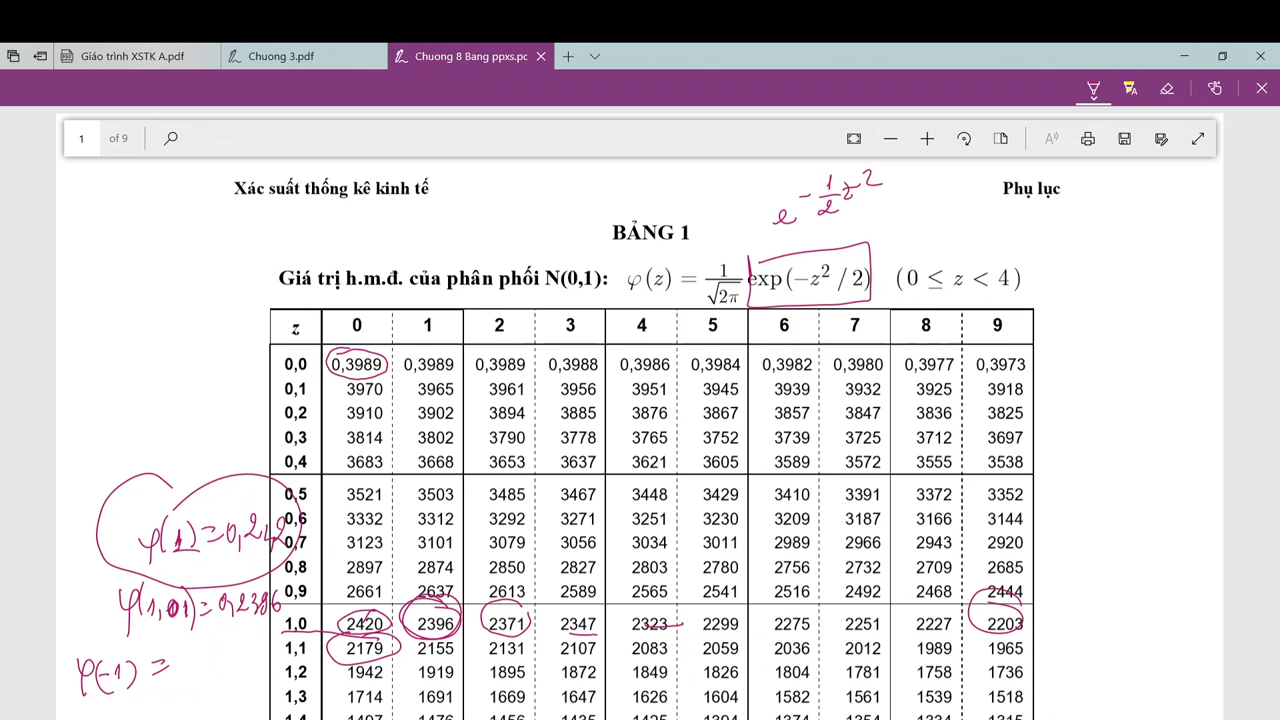 Giáo trình XSTK A.pdf
Chuong 3.pdf
Chuong 8 Bang ppxs.pc
1 of 9
Xác suất thống kê kinh tế
Phụ lục
e^{-\frac{1}{2}z^2}
BẢNG 1
Giá trị h.m.đ. của phân phối N(0,1): φ(z) = 1/√2π exp(−z² / 2) (0 ≤ z < 4)
z 0 1 2 3 4 5 6 7 8 9
0,0 0,3989 0,3989 0,3989 0,3988 0,3986 0,3984 0,3982 0,3980 0,3977 0,3973
0,1 3970 3965 3961 3956 3951 3945 3939 3932 3925 3918
0,2 3910 3902 3894 3885 3876 3867 3857 3847 3836 3825
0,3 3814 3802 3790 3778 3765 3752 3739 3725 3712 3697
0,4 3683 3668 3653 3637 3621 3605 3589 3572 3555 3538
0,5 3521 3503 3485 3467 3448 3429 3410 3391 3372 3352
0,6 3332 3312 3292 3271 3251 3230 3209 3187 3166 3144
0,7 3123 3101 3079 3056 3034 3011 2989 2966 2943 2920
0,8 2897 2874 2850 2827 2803 2780 2756 2732 2709 2685
0,9 2661 2637 2613 2589 2565 2541 2516 2492 2468 2444
1,0 2420 2396 2371 2347 2323 2299 2275 2251 2227 2203
1,1 2179 2155 2131 2107 2083 2059 2036 2012 1989 1965
1,2 1942 1919 1895 1872 1849 1826 1804 1781 1758 1736
1,3 1714 1691 1669 1647 1626 1604 1582 1561 1539 1518
φ(1) = 0,242
φ(1,01) = 0,2396
φ(-1) =